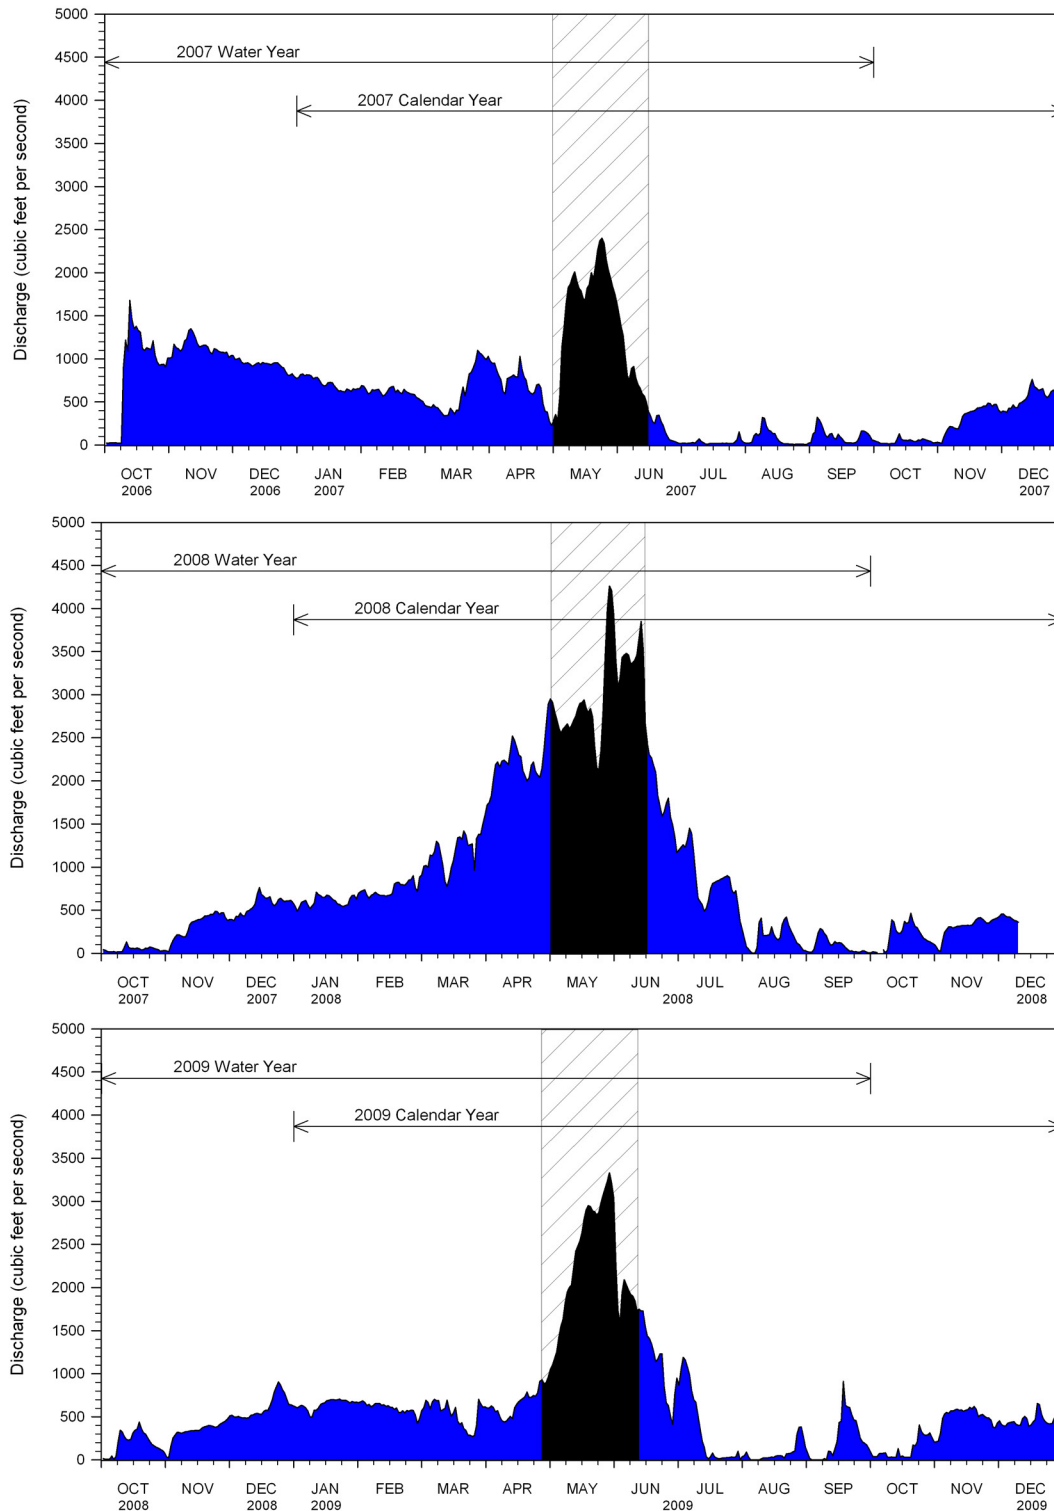 5000
2007 Water Year
4500
2007 Calendar Year
4000
3500
3000
2500
2000
1500
1000
500
0
Discharge (cubic feet per second)
OCT NOV DEC JAN FEB MAR APR MAY JUN JUL AUG SEP OCT NOV DEC
2006 2006 2007 2007 2007
5000
2008 Water Year
4500
2008 Calendar Year
4000
3500
3000
2500
2000
1500
1000
500
0
Discharge (cubic feet per second)
OCT NOV DEC JAN FEB MAR APR MAY JUN JUL AUG SEP OCT NOV DEC
2007 2007 2008 2008 2008
5000
2009 Water Year
4500
2009 Calendar Year
4000
3500
3000
2500
2000
1500
1000
500
0
Discharge (cubic feet per second)
OCT NOV DEC JAN FEB MAR APR MAY JUN JUL AUG SEP OCT NOV DEC
2008 2008 2009 2009 2009